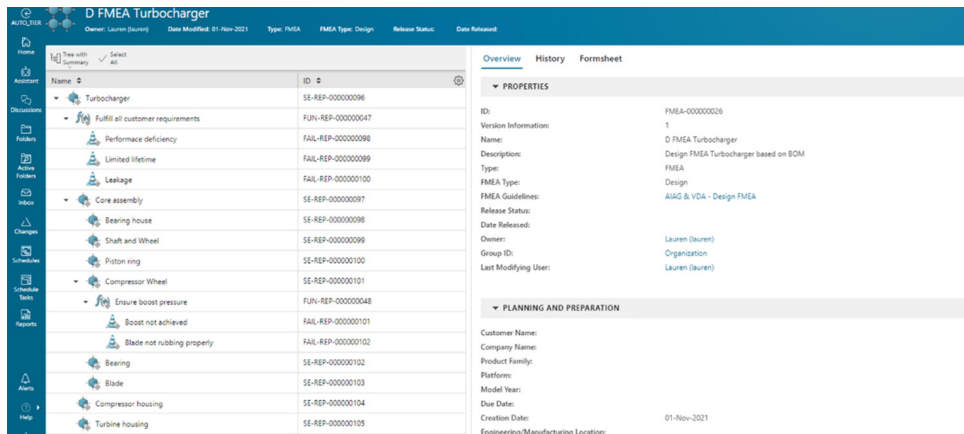 AUTO_TIER
D FMEA Turbocharger
Owner: Lauren (lauren) Date Modified: 01-Nov-2021 Type: FMEA FMEA Type: Design Release Status: Date Released:
Home
Assistant
Discussions
Folders
Active
Folders
Inbox
Changes
Schedules
Schedule
Tasks
Reports
Alerts
Help
Tree with
Summary
Select
All
Name ID
Turbocharger SE-REP-000000096
f(x) Fulfill all customer requirements FUN-REP-000000047
Performace deficiency FAIL-REP-000000098
Limited lifetime FAIL-REP-000000099
Leakage FAIL-REP-000000100
Core assembly SE-REP-000000097
Bearing house SE-REP-000000098
Shaft and Wheel SE-REP-000000099
Piston ring SE-REP-000000100
Compressor Wheel SE-REP-000000101
f(x) Ensure boost pressure FUN-REP-000000048
Boost not achieved FAIL-REP-000000101
Blade not rubbing properly FAIL-REP-000000102
Bearing SE-REP-000000102
Blade SE-REP-000000103
Compressor housing SE-REP-000000104
Turbine housing SE-REP-000000105
Overview History Formsheet
PROPERTIES
ID: FMEA-000000026
Version Information: 1
Name: D FMEA Turbocharger
Description: Design FMEA Turbocharger based on BOM
Type: FMEA
FMEA Type: Design
FMEA Guidelines: AIAG & VDA - Design FMEA
Release Status:
Date Released:
Owner: Lauren (lauren)
Group ID: Organization
Last Modifying User: Lauren (lauren)
PLANNING AND PREPARATION
Customer Name:
Company Name:
Product Family:
Platform:
Model Year:
Due Date:
Creation Date: 01-Nov-2021
Engineering/Manufacturing Location: